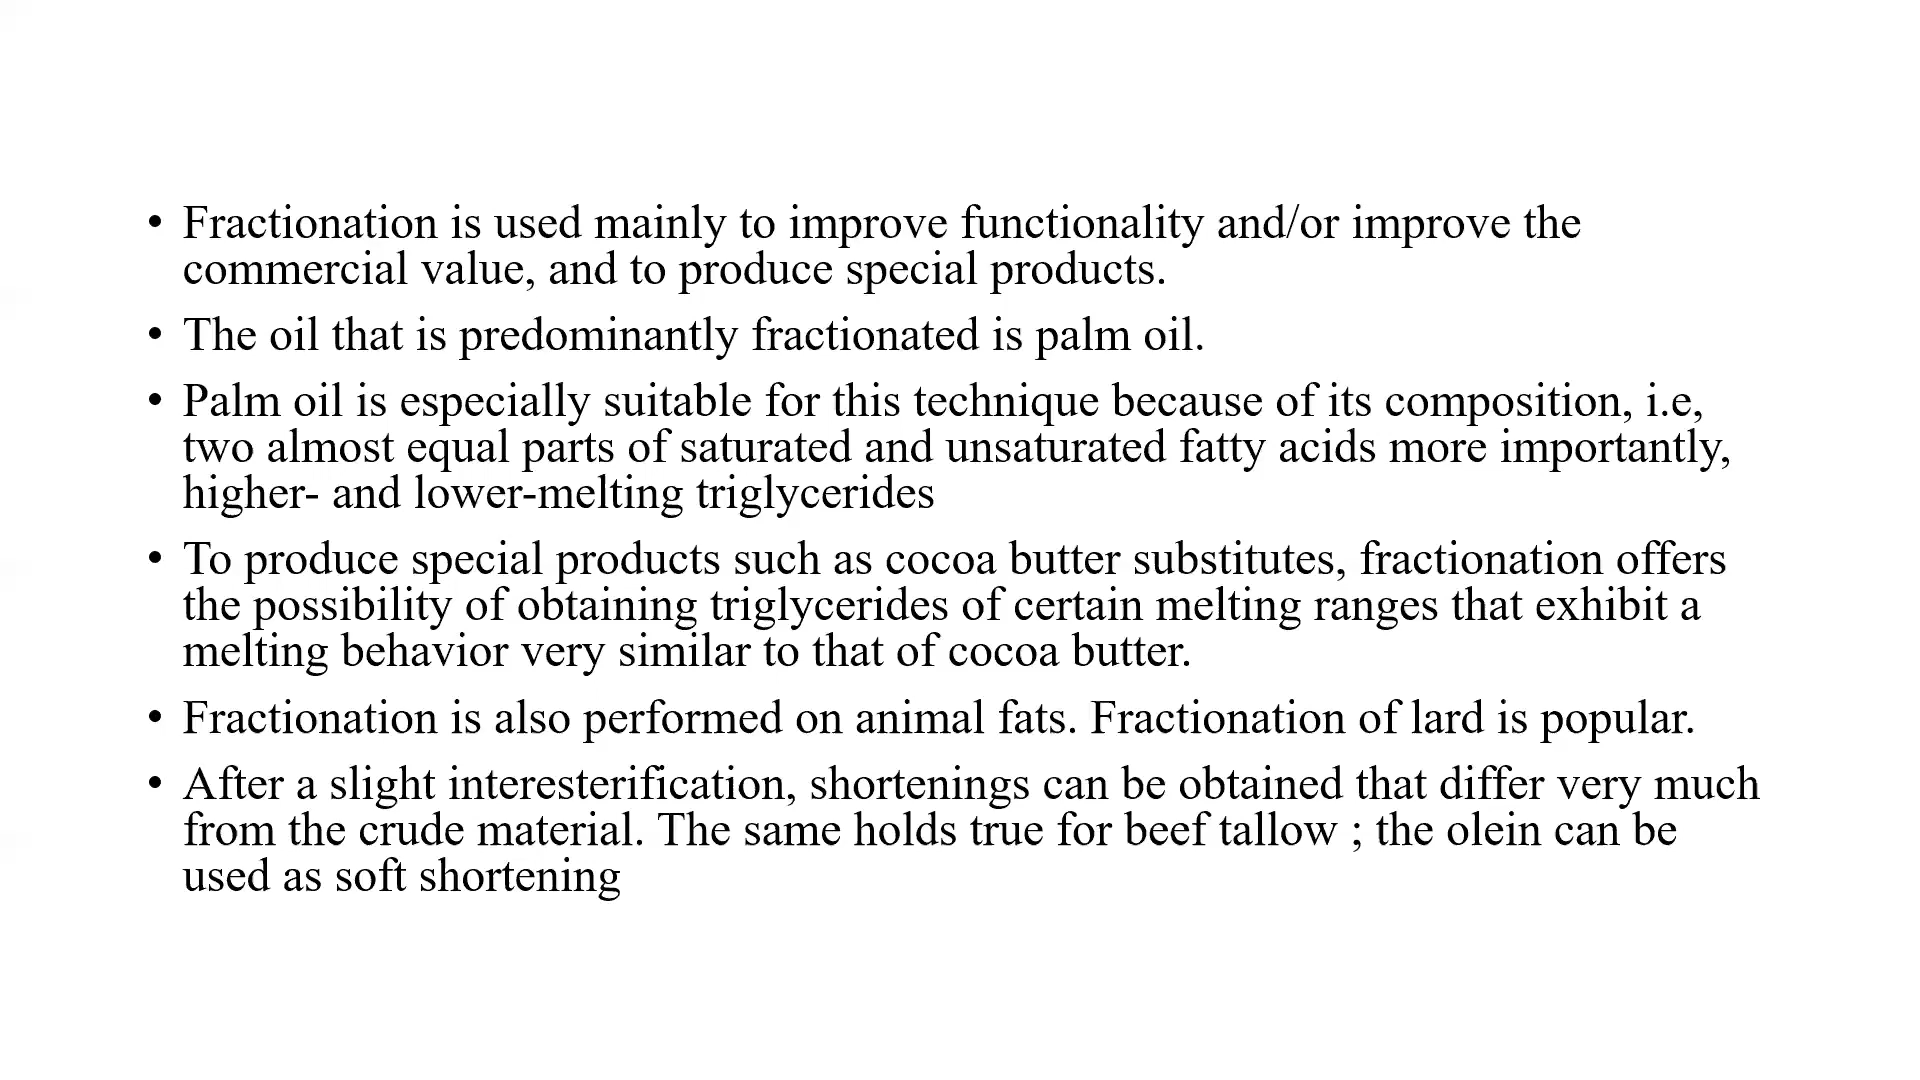 • Fractionation is used mainly to improve functionality and/or improve the
commercial value, and to produce special products.
• The oil that is predominantly fractionated is palm oil.
• Palm oil is especially suitable for this technique because of its composition, i.e,
two almost equal parts of saturated and unsaturated fatty acids more importantly,
higher- and lower-melting triglycerides
• To produce special products such as cocoa butter substitutes, fractionation offers
the possibility of obtaining triglycerides of certain melting ranges that exhibit a
melting behavior very similar to that of cocoa butter.
• Fractionation is also performed on animal fats. Fractionation of lard is popular.
• After a slight interesterification, shortenings can be obtained that differ very much
from the crude material. The same holds true for beef tallow ; the olein can be
used as soft shortening